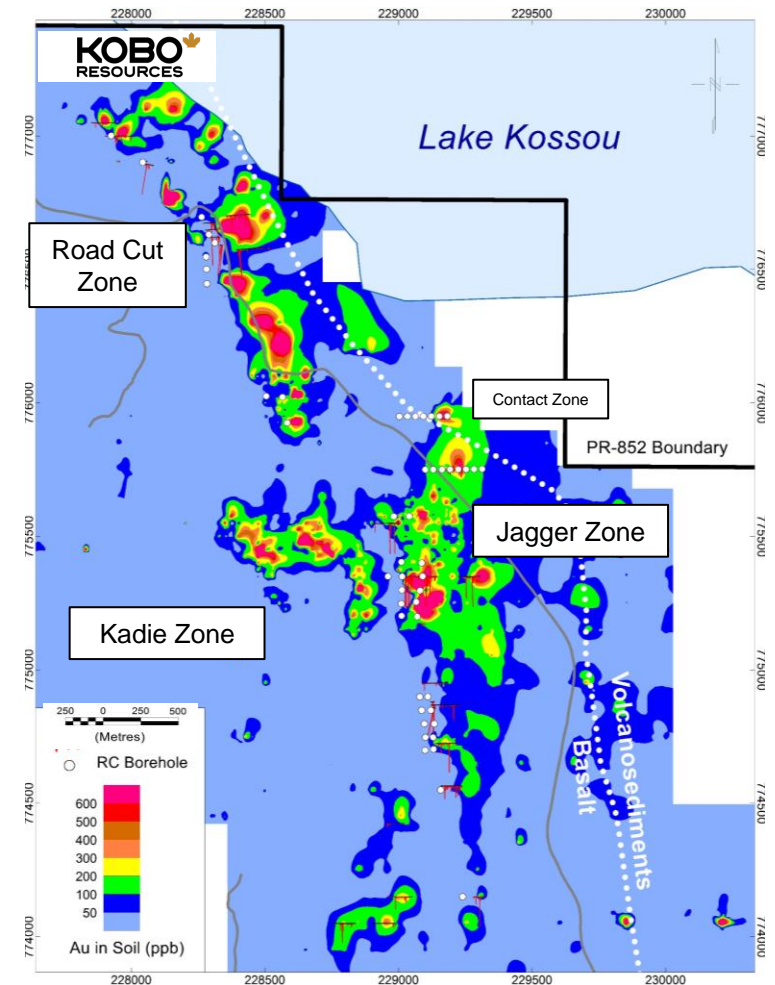 228000 228500 229000 229500 230000
KOBO
RESOURCES
777000
777000
Lake Kossou
Road Cut
Zone
776500
776500
776000
776000
Contact Zone
PR-852 Boundary
775500
775500
Jagger Zone
Kadie Zone
775000
775000
Volcanosediments
Basalt
250 0 250 500
(Metres)
RC Borehole
600
500
400
300
200
100
50
Au in Soil (ppb)
774500
774500
774000
774000
228000 228500 229000 229500 230000